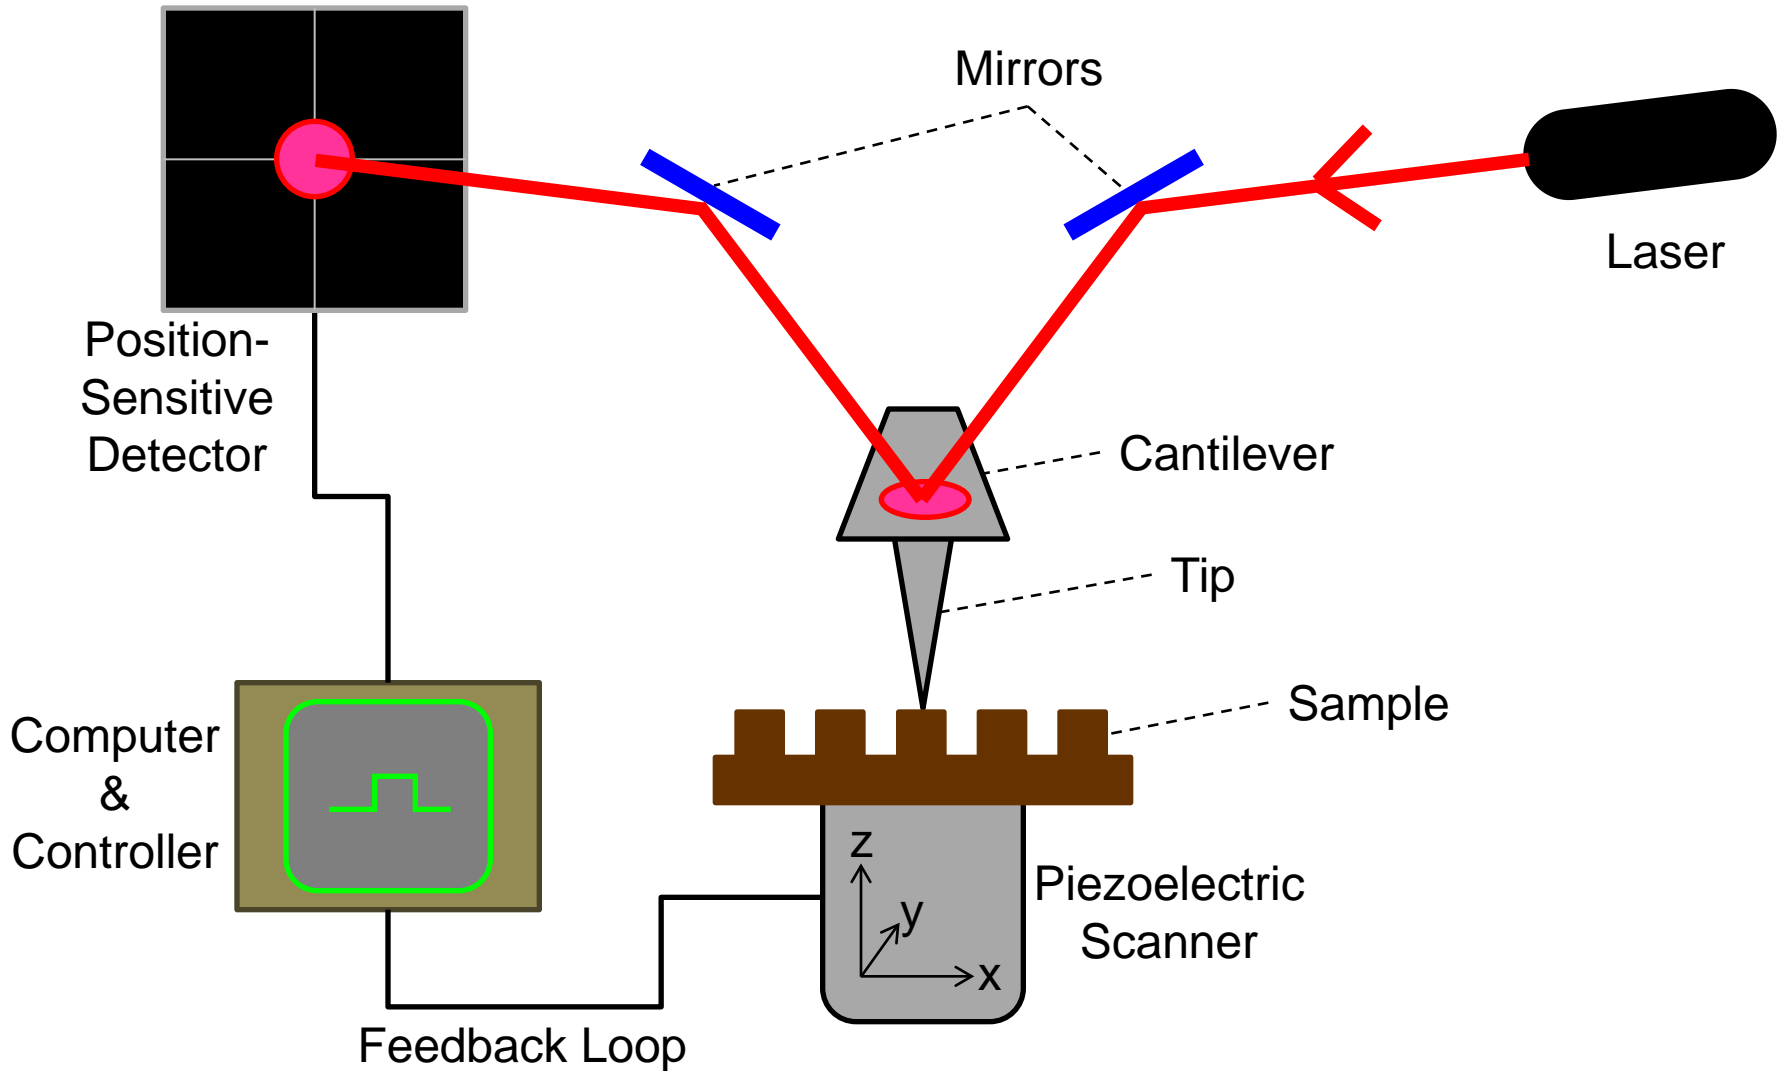 Mirrors
Laser
Position-
Sensitive
Detector
Cantilever
Tip
Sample
Computer
&
Controller
z
y
x
Piezoelectric
Scanner
Feedback Loop